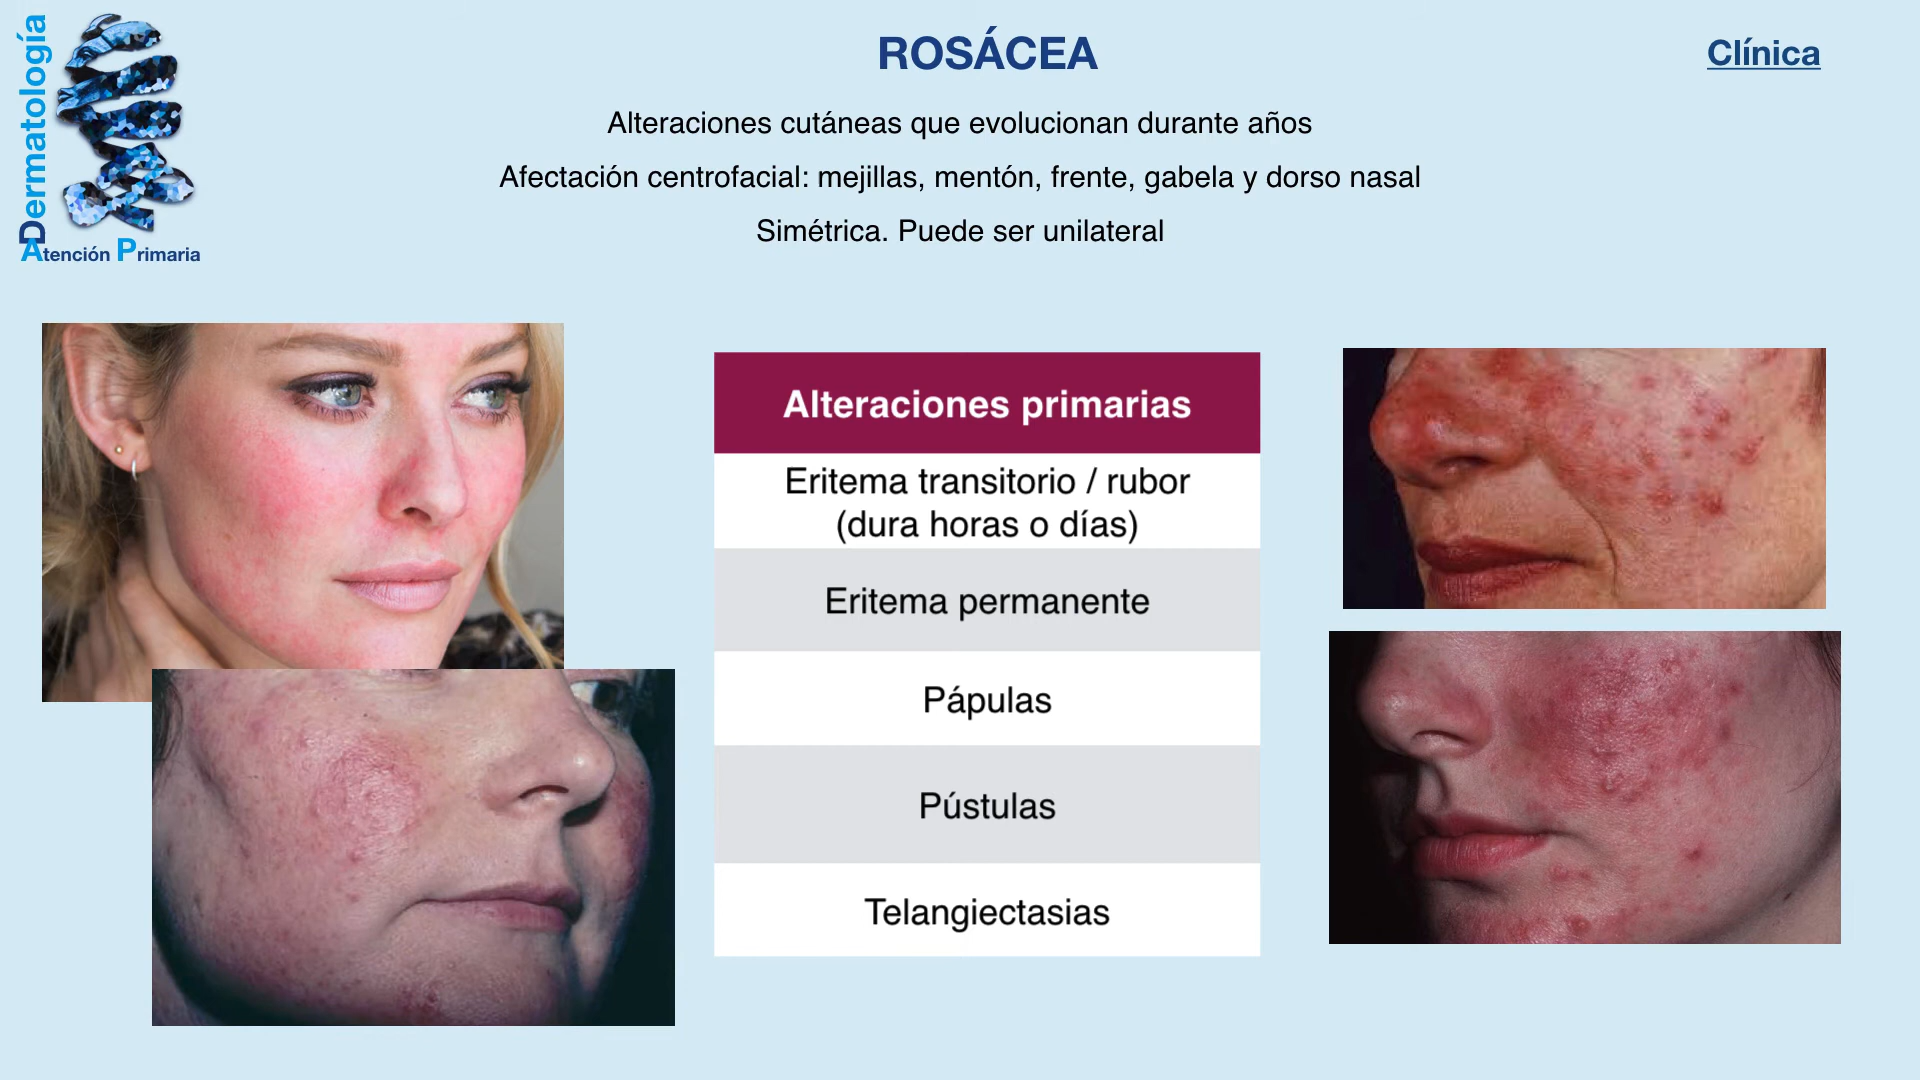 Dermatología
Atención Primaria
ROSÁCEA
Clínica
Alteraciones cutáneas que evolucionan durante años
Afectación centrofacial: mejillas, mentón, frente, gabela y dorso nasal
Simétrica. Puede ser unilateral
Alteraciones primarias
Eritema transitorio / rubor
(dura horas o días)
Eritema permanente
Pápulas
Pústulas
Telangiectasias